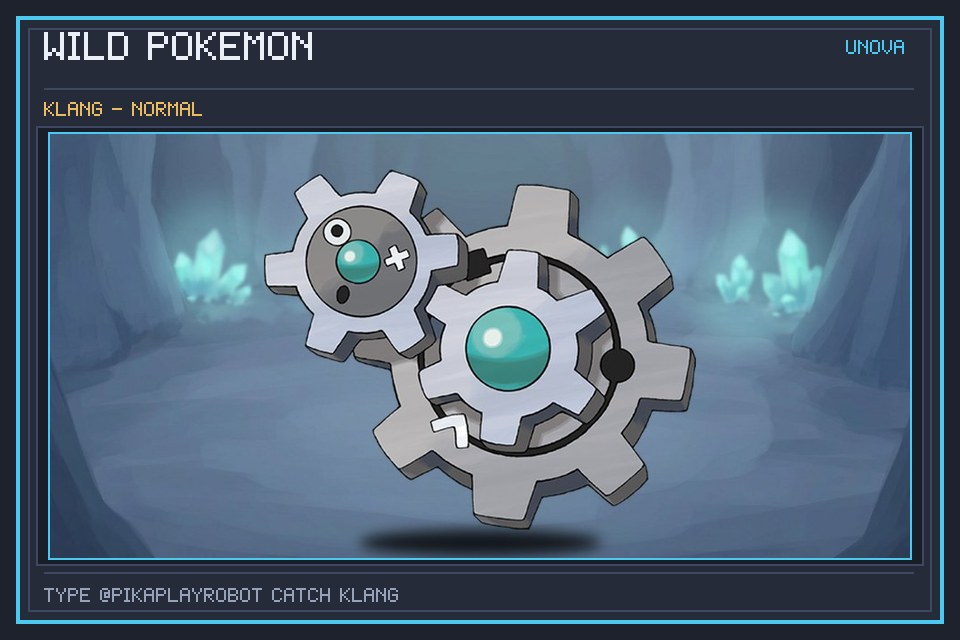 WILD POKEMON
UNOVA
KLANG - NORMAL
TYPE @PIKAPLAYROBOT CATCH KLANG